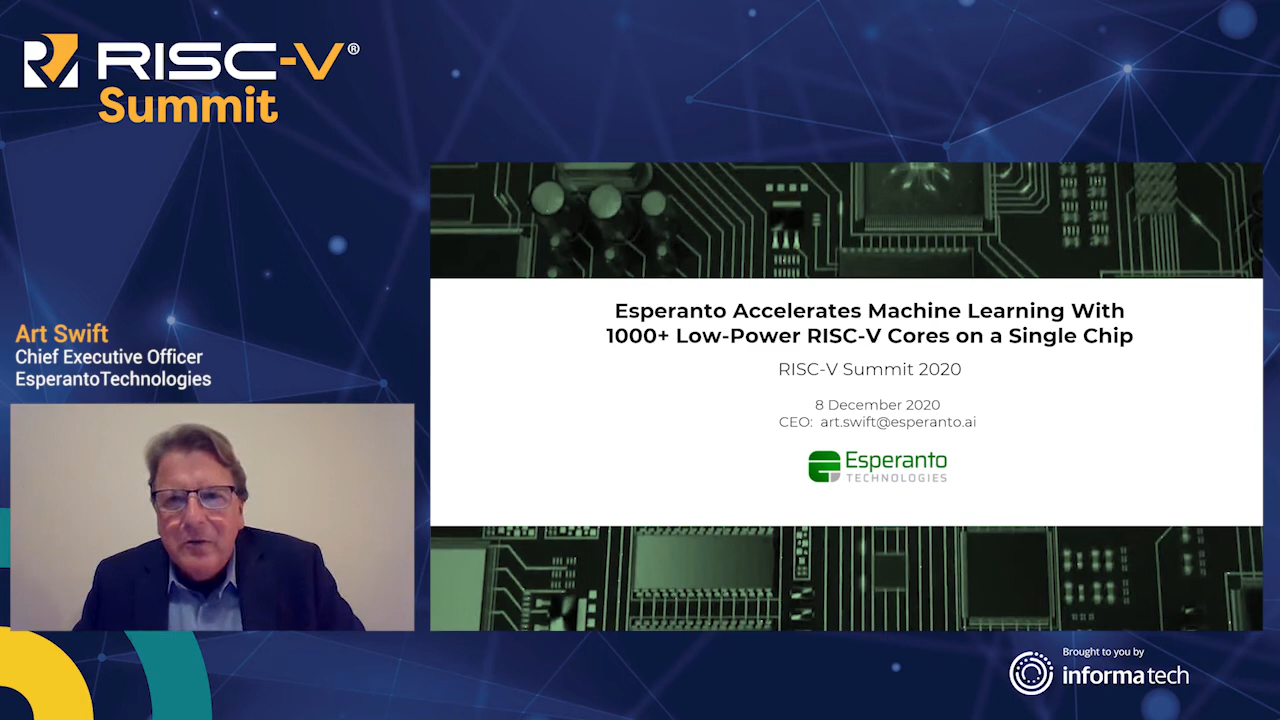 RISC-V®
Summit
Art Swift
Chief Executive Officer
EsperantoTechnologies
Esperanto Accelerates Machine Learning With
1000+ Low-Power RISC-V Cores on a Single Chip
RISC-V Summit 2020
8 December 2020
CEO: art.swift@esperanto.ai
Esperanto
TECHNOLOGIES
Brought to you by
informa tech